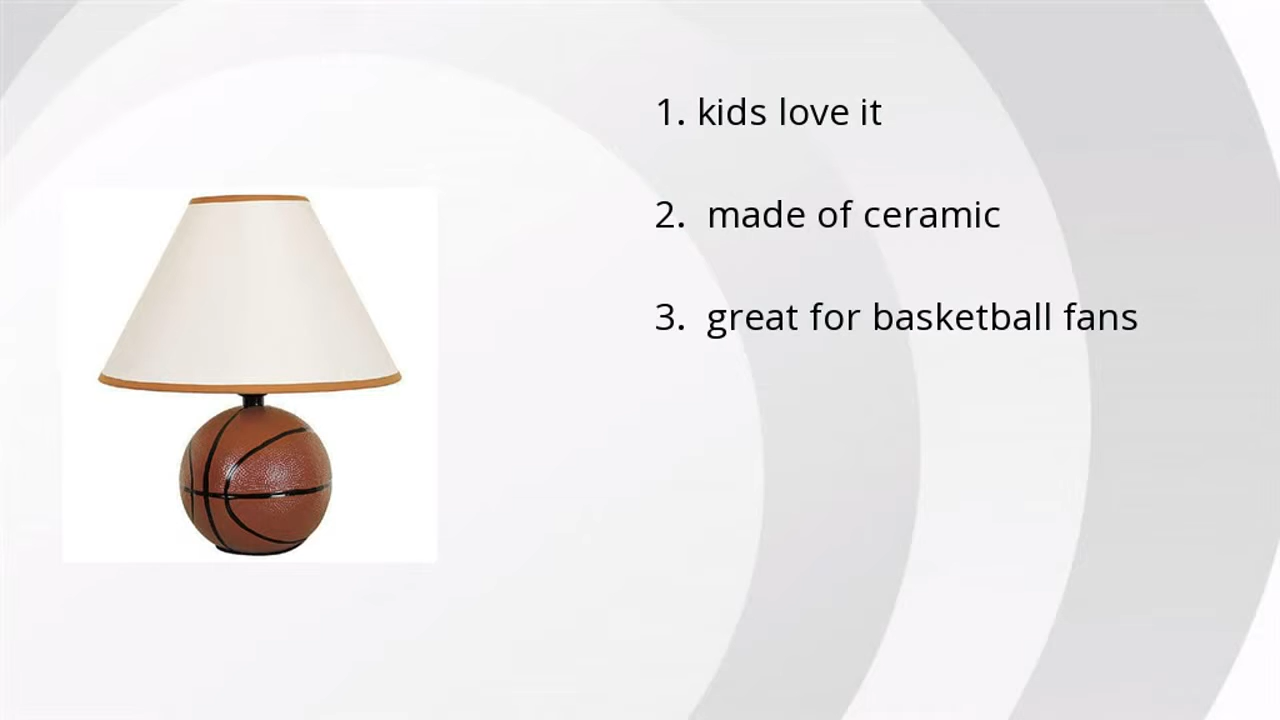 1. kids love it
2. made of ceramic
3. great for basketball fans